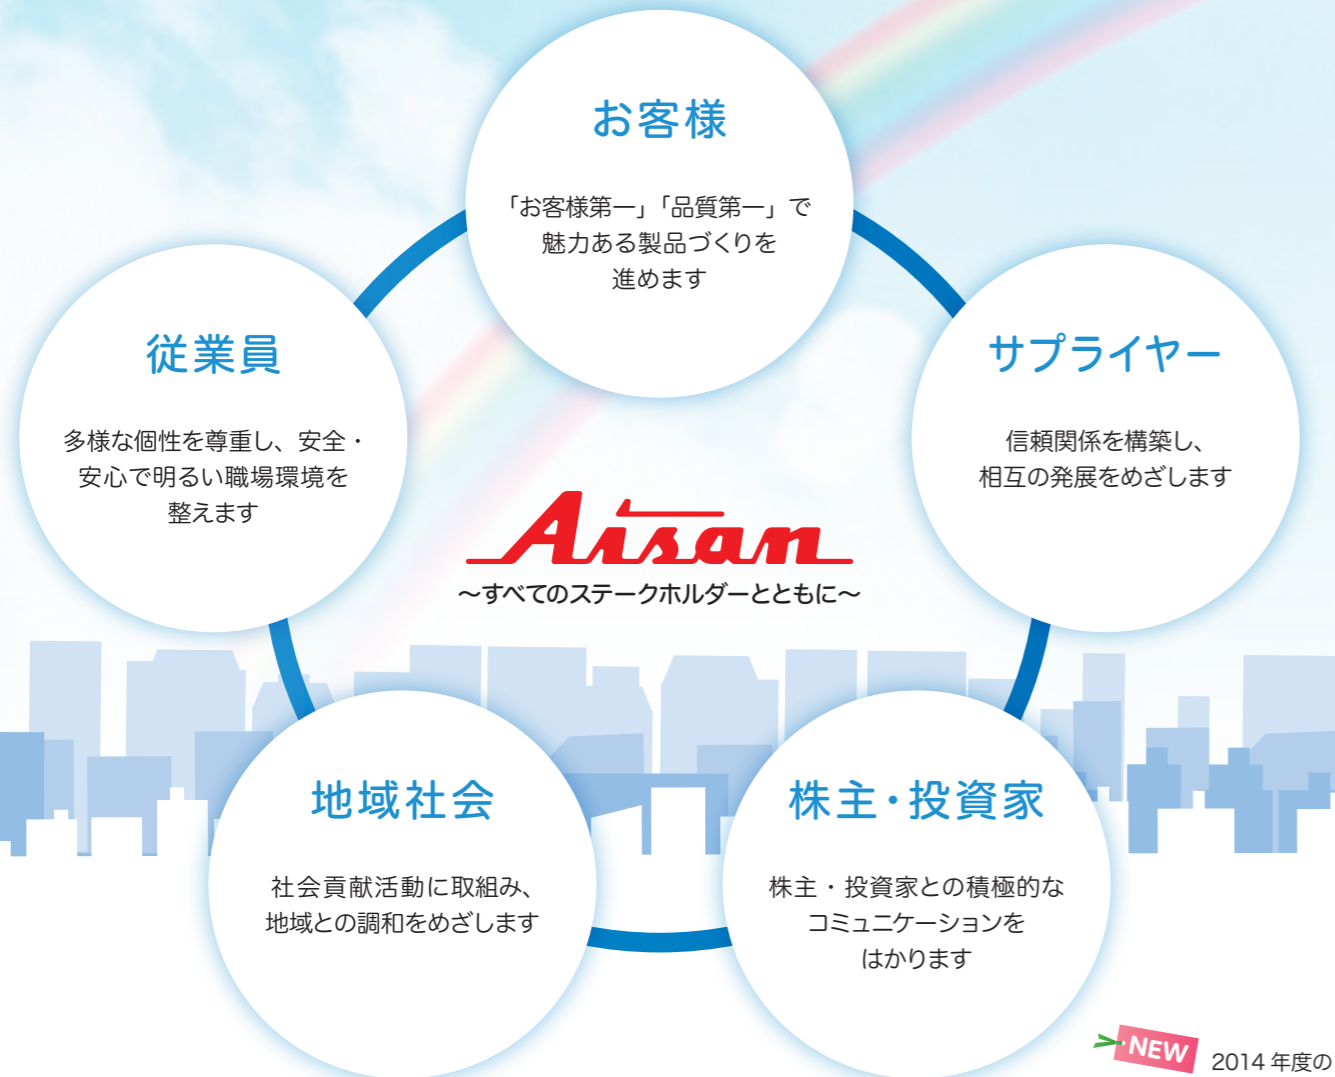 お客様
「お客様第一」「品質第一」で
魅力ある製品づくりを
進めます
従業員
多様な個性を尊重し、安全・
安心で明るい職場環境を
整えます
サプライヤー
信頼関係を構築し、
相互の発展をめざします
Aisan
～すべてのステークホルダーとともに～
地域社会
社会貢献活動に取組み、
地域との調和をめざします
株主・投資家
株主・投資家との積極的な
コミュニケーションを
はかります
NEW 2014 年度の